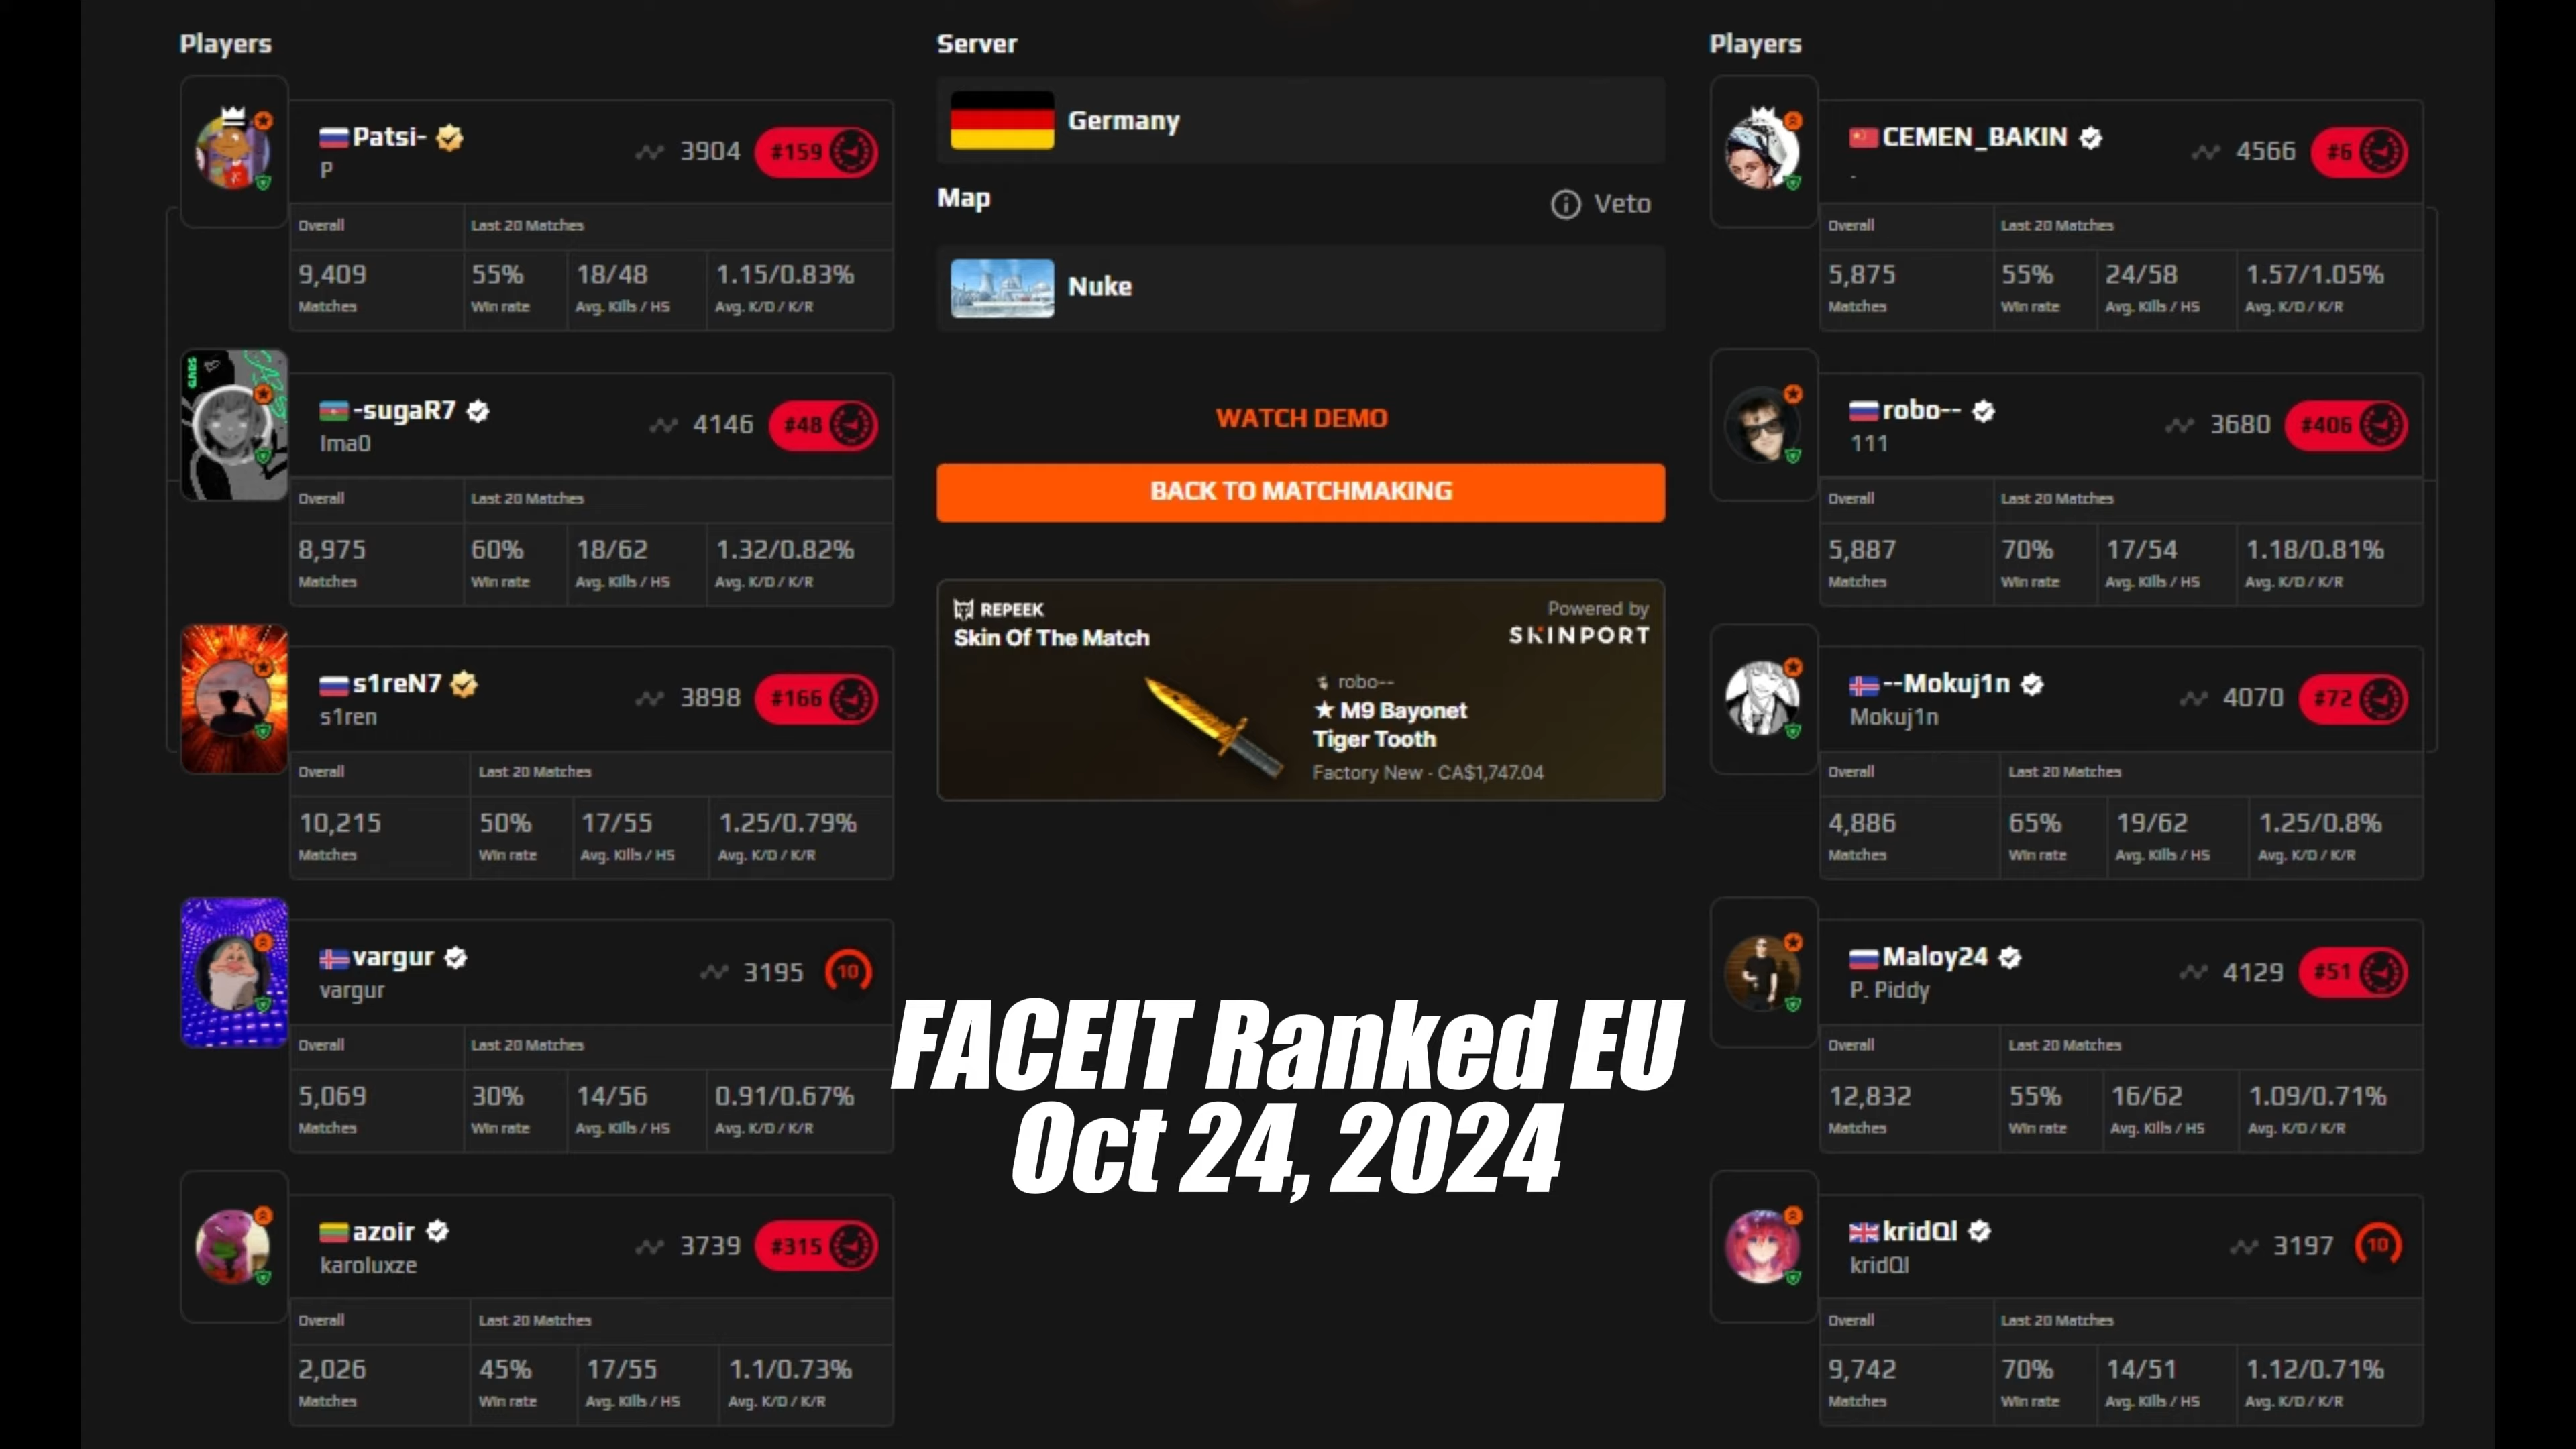 Players
Patsi-
P
3904
#159
Overall
Last 20 Matches
9,409
55%
18/48
1.15/0.83%
Matches
Win rate
Avg. Kills / HS
Avg. K/D / K/R
-sugaR7
lma0
4146
#48
Overall
Last 20 Matches
8,975
60%
18/62
1.32/0.82%
Matches
Win rate
Avg. Kills / HS
Avg. K/D / K/R
s1reN7
s1ren
3898
#166
Overall
Last 20 Matches
10,215
50%
17/55
1.25/0.79%
Matches
Win rate
Avg. Kills / HS
Avg. K/D / K/R
vargur
vargur
3195
10
Overall
Last 20 Matches
5,069
30%
14/56
0.91/0.67%
Matches
Win rate
Avg. Kills / HS
Avg. K/D / K/R
azoir
karoluxze
3739
#315
Overall
Last 20 Matches
2,026
45%
17/55
1.1/0.73%
Matches
Win rate
Avg. Kills / HS
Avg. K/D / K/R
Server
Germany
Map
Veto
Nuke
WATCH DEMO
BACK TO MATCHMAKING
REPEEK
Skin Of The Match
Powered by
SKINPORT
robo--
★ M9 Bayonet
Tiger Tooth
Factory New - CA$1,747.04
FACEIT Ranked EU
Oct 24, 2024
Players
CEMEN_BAKIN
-
4566
#6
Overall
Last 20 Matches
5,875
55%
24/58
1.57/1.05%
Matches
Win rate
Avg. Kills / HS
Avg. K/D / K/R
robo--
111
3680
#406
Overall
Last 20 Matches
5,887
70%
17/54
1.18/0.81%
Matches
Win rate
Avg. Kills / HS
Avg. K/D / K/R
--Mokuj1n
Mokuj1n
4070
#72
Overall
Last 20 Matches
4,886
65%
19/62
1.25/0.8%
Matches
Win rate
Avg. Kills / HS
Avg. K/D / K/R
Maloy24
P. Piddy
4129
#51
Overall
Last 20 Matches
12,832
55%
16/62
1.09/0.71%
Matches
Win rate
Avg. Kills / HS
Avg. K/D / K/R
kridQl
kridQl
3197
10
Overall
Last 20 Matches
9,742
70%
14/51
1.12/0.71%
Matches
Win rate
Avg. Kills / HS
Avg. K/D / K/R